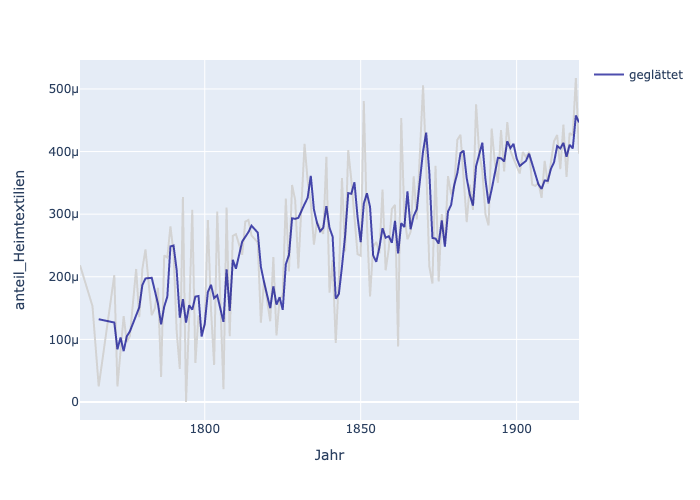 500μ
400μ
300μ
200μ
100μ
0
1800
1850
1900
Jahr
anteil_Heimtextilien
geglättet